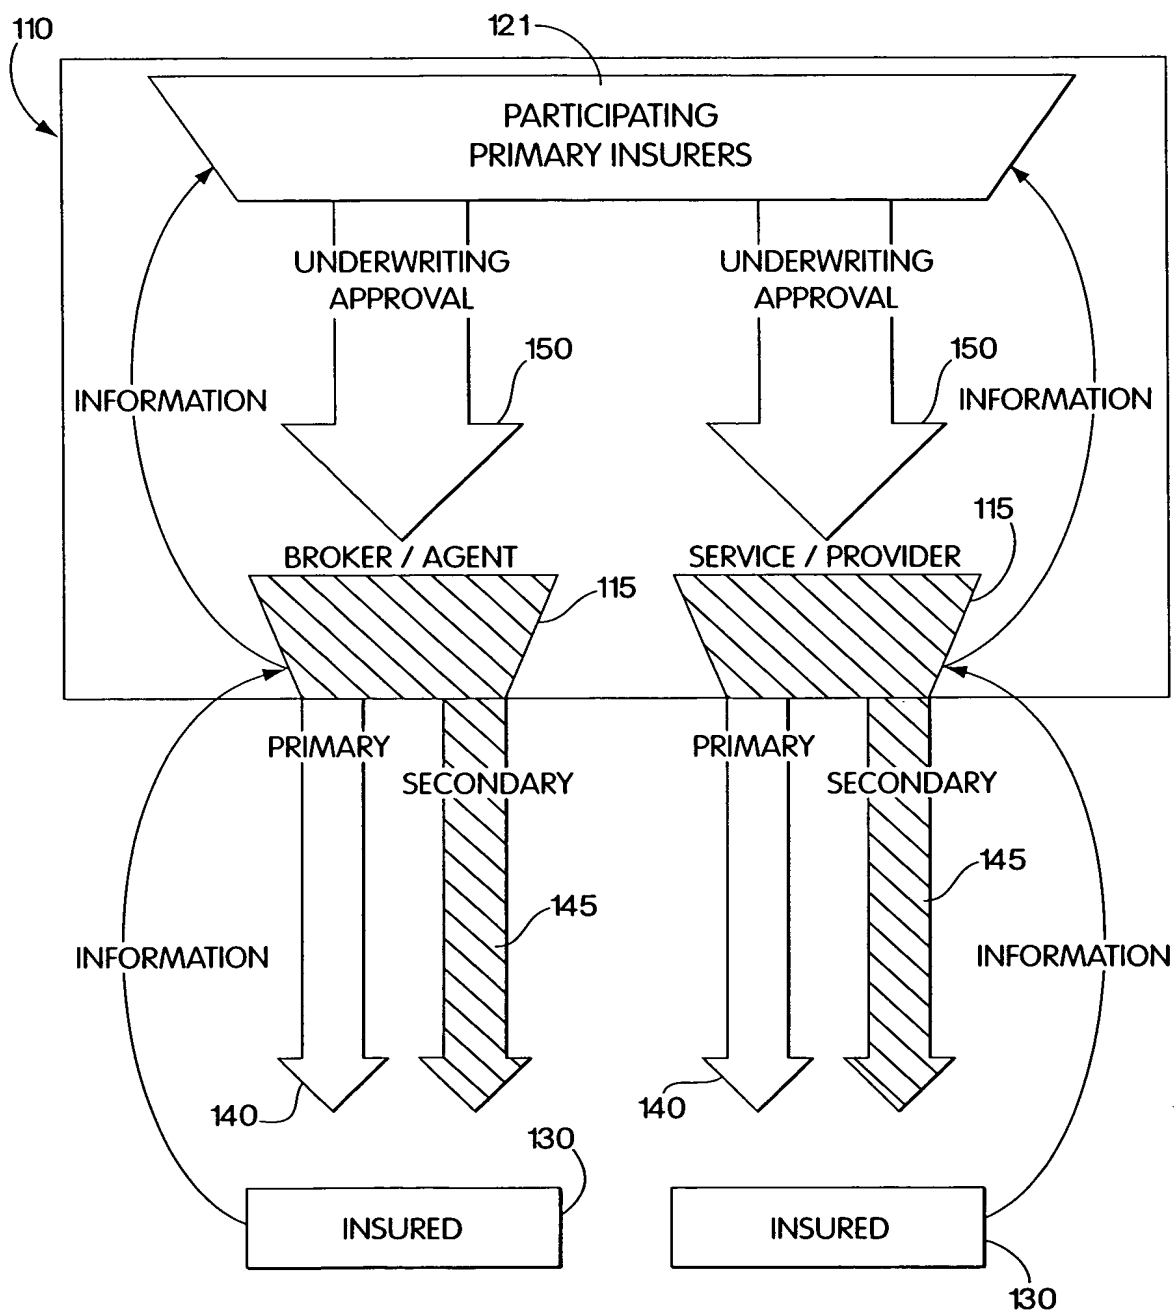 110
121
PARTICIPATING
PRIMARY INSURERS
UNDERWRITING
APPROVAL
UNDERWRITING
APPROVAL
150
150
INFORMATION
INFORMATION
115
BROKER / AGENT
SERVICE / PROVIDER
115
PRIMARY
PRIMARY
SECONDARY
SECONDARY
145
145
INFORMATION
INFORMATION
140
140
130
INSURED
INSURED
130